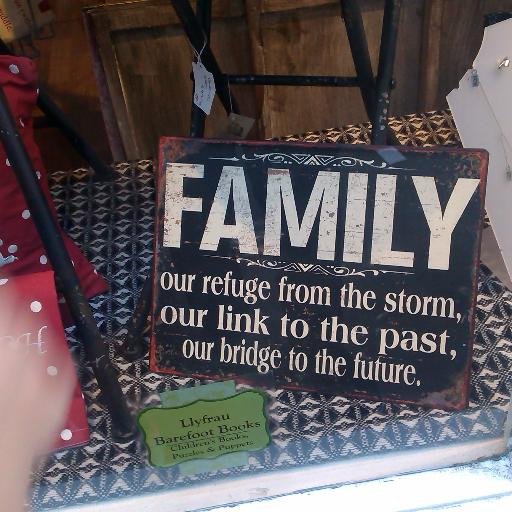 FAMILY
our refuge from the storm,
our link to the past,
our bridge to the future.
Llyfrau
Barefoot Books
Children's Books,
Puzzles & Puppets